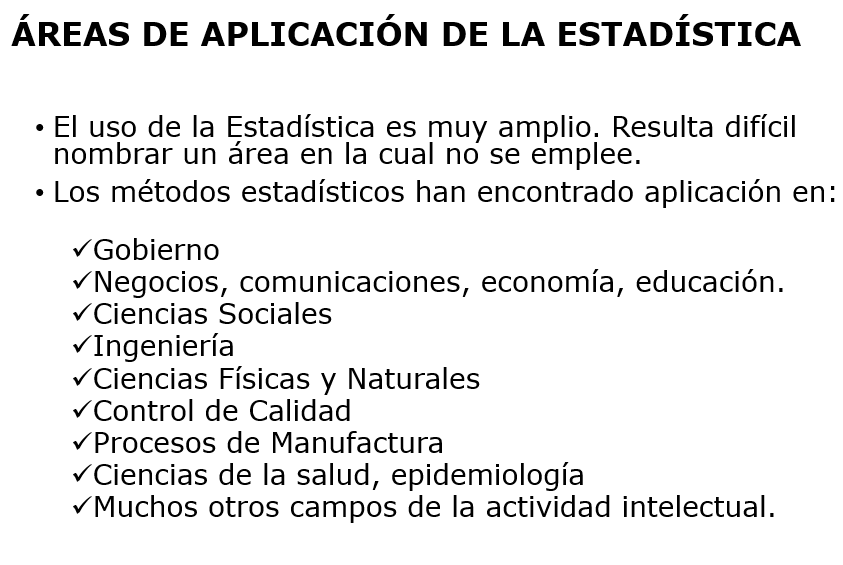 ÁREAS DE APLICACIÓN DE LA ESTADÍSTICA
• El uso de la Estadística es muy amplio. Resulta difícil
nombrar un área en la cual no se emplee.
• Los métodos estadísticos han encontrado aplicación en:
✓Gobierno
✓Negocios, comunicaciones, economía, educación.
✓Ciencias Sociales
✓Ingeniería
✓Ciencias Físicas y Naturales
✓Control de Calidad
✓Procesos de Manufactura
✓Ciencias de la salud, epidemiología
✓Muchos otros campos de la actividad intelectual.